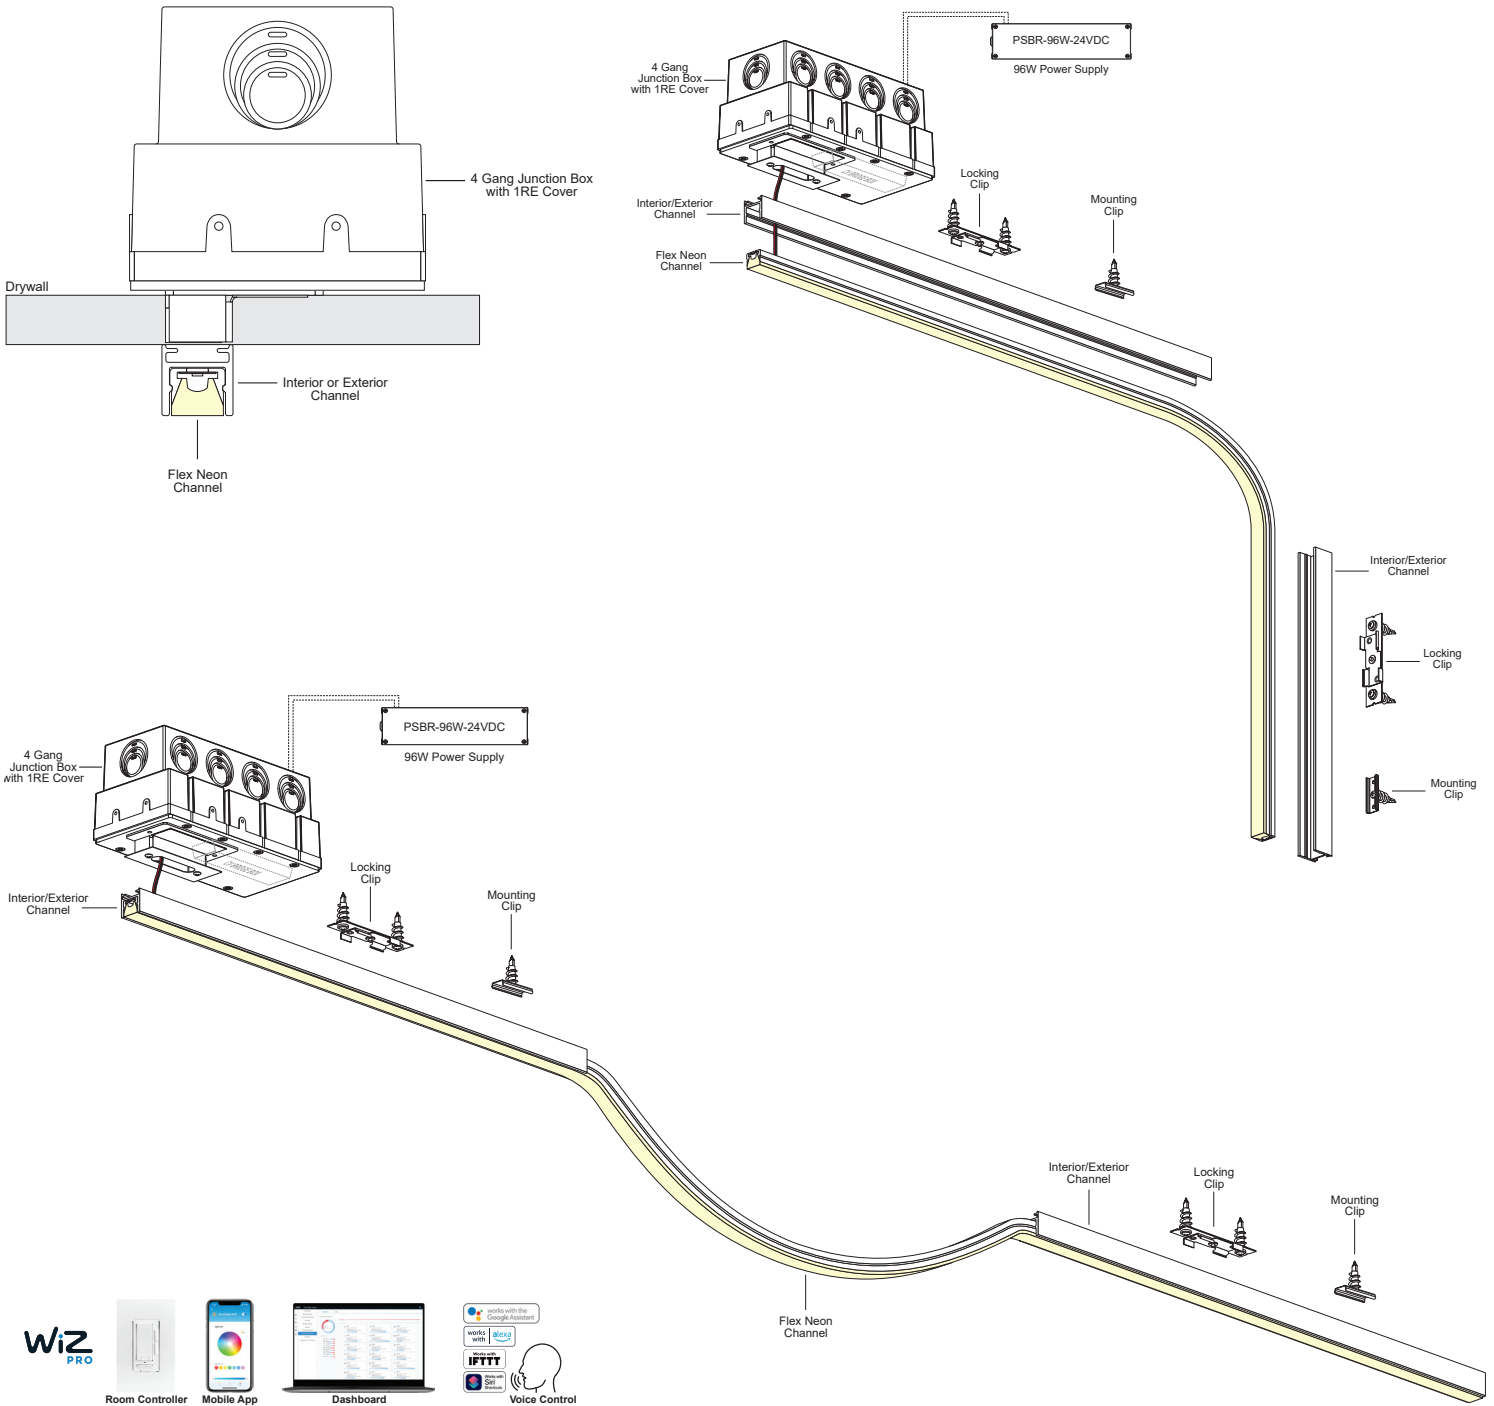 4 Gang Junction Box
with 1RE Cover
Drywall
Interior or Exterior
Channel
Flex Neon
Channel
PSBR-96W-24VDC
96W Power Supply
4 Gang
Junction Box
with 1RE Cover
Locking
Clip
Mounting
Clip
Interior/Exterior
Channel
Flex Neon
Channel
Interior/Exterior
Channel
Locking
Clip
Mounting
Clip
PSBR-96W-24VDC
96W Power Supply
4 Gang
Junction Box
with 1RE Cover
Locking
Clip
Mounting
Clip
Interior/Exterior
Channel
Interior/Exterior
Channel
Locking
Clip
Mounting
Clip
Flex Neon
Channel
WiZ
PRO
Room Controller
Mobile App
Dashboard
works with the
Google Assistant
works
with
alexa
Works with
IFTTT
Works with
Siri
Shortcuts
Voice Control